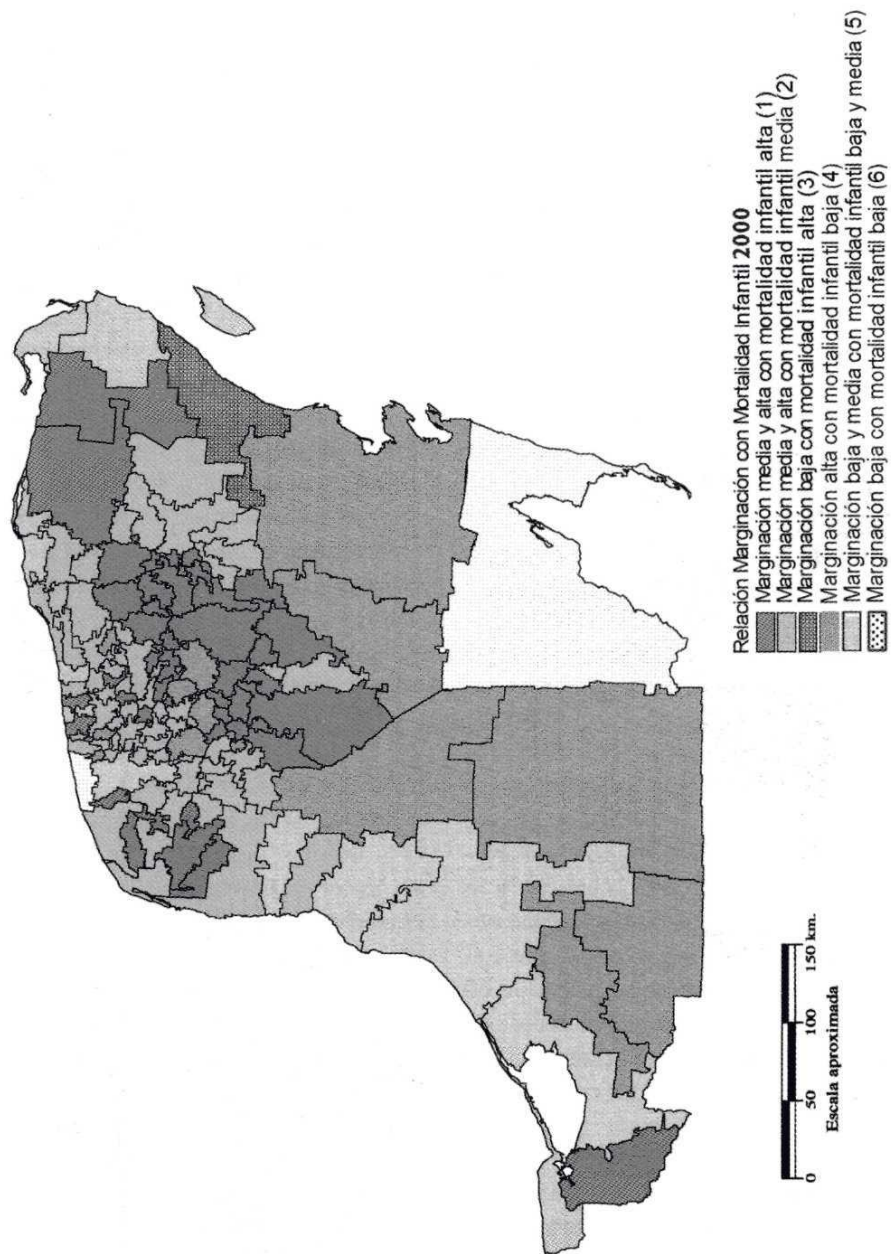 Relación Marginación con Mortalidad Infantil 2000
Marginación media y alta con mortalidad infantil alta (1)
Marginación media y alta con mortalidad infantil media (2)
Marginación baja con mortalidad infantil alta (3)
Marginación alta con mortalidad infantil baja (4)
Marginación baja y media con mortalidad infantil baja y media (5)
Marginación baja con mortalidad infantil baja (6)
0 50 100 150 km.
Escala aproximada